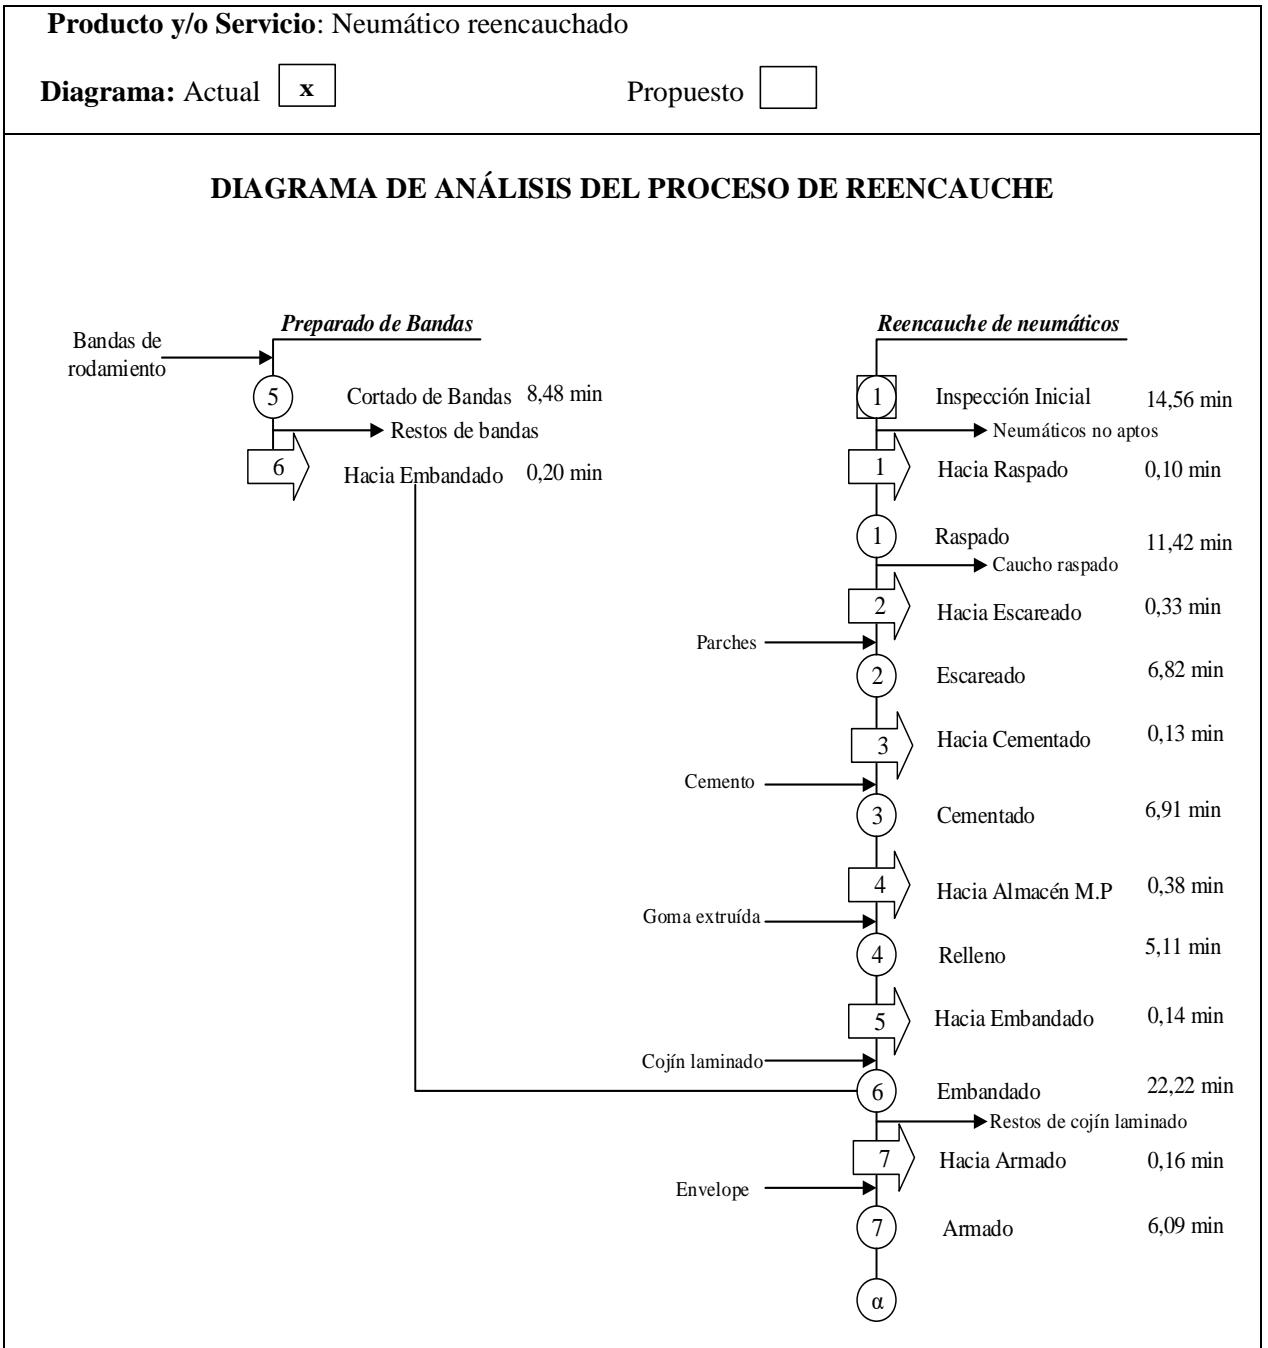 Producto y/o Servicio: Neumático reencauchado
Diagrama: Actual x Propuesto
DIAGRAMA DE ANÁLISIS DEL PROCESO DE REENCAUCHE
Preparado de Bandas
Bandas de
rodamiento
5 Cortado de Bandas 8,48 min
Restos de bandas
6 Hacia Embandado 0,20 min
Reencauche de neumáticos
1 Inspección Inicial 14,56 min
Neumáticos no aptos
1 Hacia Raspado 0,10 min
1 Raspado 11,42 min
Caucho raspado
2 Hacia Escareado 0,33 min
Parches
2 Escareado 6,82 min
3 Hacia Cementado 0,13 min
Cemento
3 Cementado 6,91 min
4 Hacia Almacén M.P 0,38 min
Goma extruída
4 Relleno 5,11 min
5 Hacia Embandado 0,14 min
Cojín laminado
6 Embandado 22,22 min
Restos de cojín laminado
7 Hacia Armado 0,16 min
Envelope
7 Armado 6,09 min
α